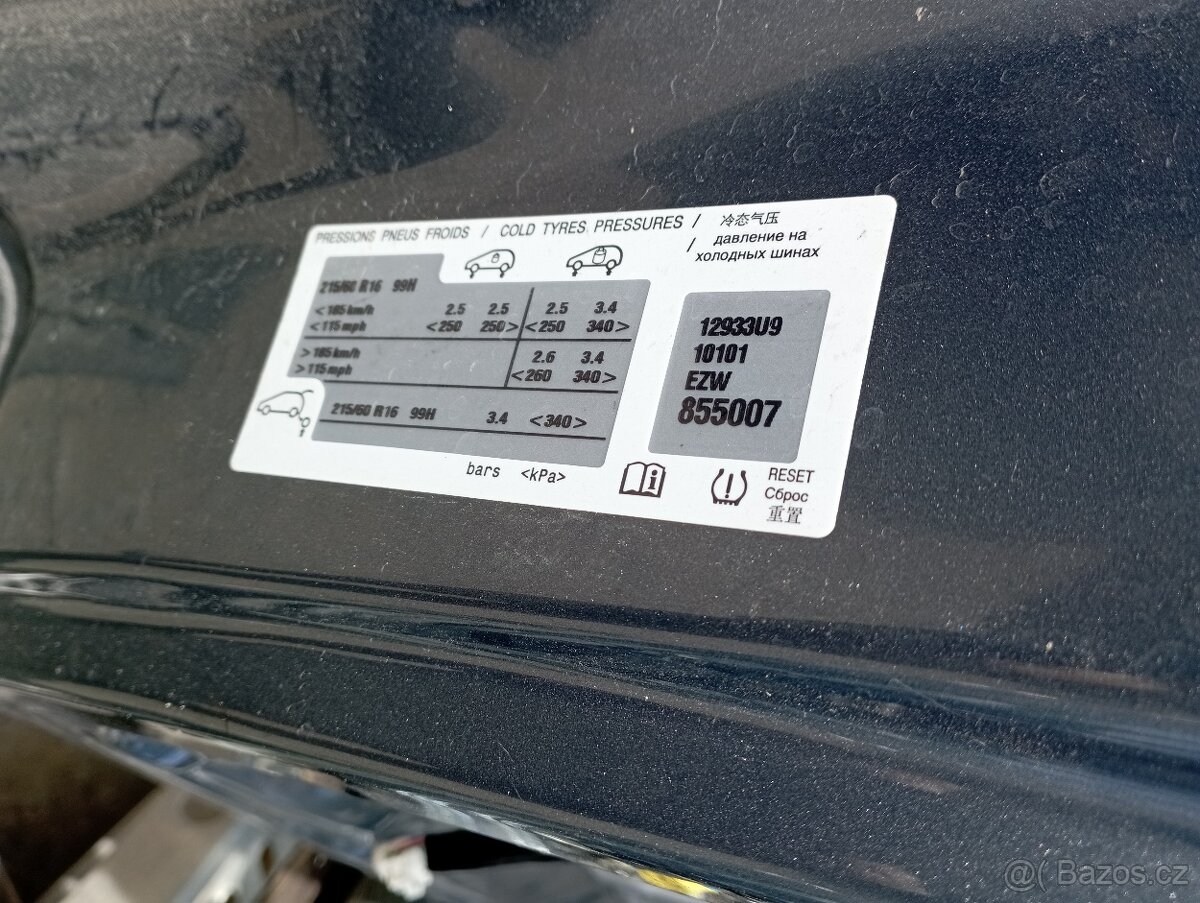 PRESSIONS PNEUS FROIDS / COLD TYRES PRESSURES / 冷态气压
/ давление на
холодных шинах
215/60 R16 99H
< 185 km/h 2.5 2.5 2.5 3.4
< 115 mph <250 250> <250 340>
> 185 km/h 2.6 3.4
> 115 mph <260 340>
215/60 R16 99H 3.4 <340>
bars <kPa>
12933U9
10101
EZW
855007
RESET
Сброс
重置
@( Bazos.cz